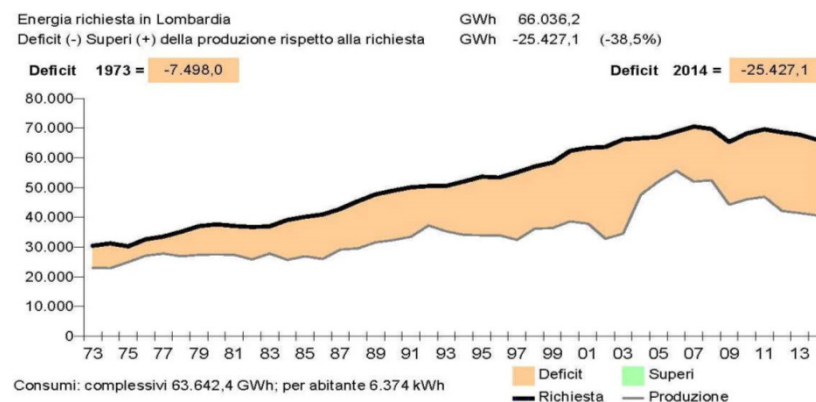 Energia richiesta in Lombardia GWh 66.036,2
Deficit (-) Superi (+) della produzione rispetto alla richiesta GWh -25.427,1 (-38,5%)
Deficit 1973 = -7.498,0 Deficit 2014 = -25.427,1
80.000
70.000
60.000
50.000
40.000
30.000
20.000
10.000
0
73 75 77 79 81 83 85 87 89 91 93 95 97 99 01 03 05 07 09 11 13
Deficit Superi
Consumi: complessivi 63.642,4 GWh; per abitante 6.374 kWh
Richiesta Produzione